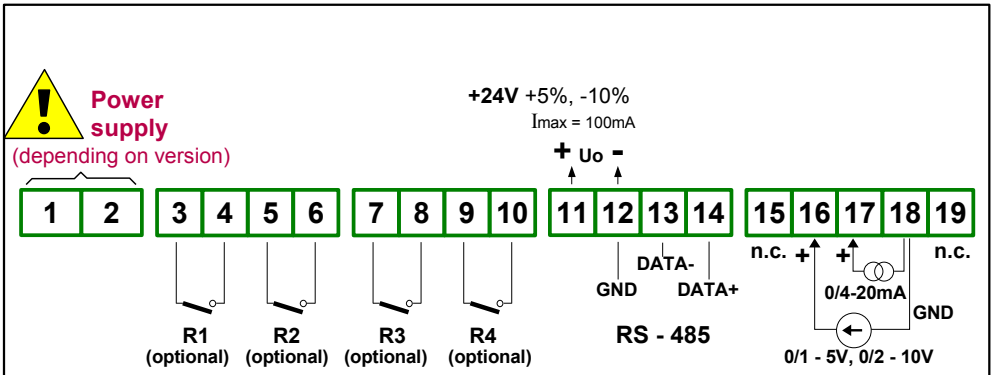 Power
supply
(depending on version)
+24V +5%, -10%
Imax = 100mA
+ Uo -
1 2 3 4 5 6 7 8 9 10 11 12 13 14 15 16 17 18 19
n.c. + + n.c.
DATA-
GND DATA+
0/4-20mA
GND
R1 R2 R3 R4 RS - 485
(optional) (optional) (optional) (optional)
0/1 - 5V, 0/2 - 10V